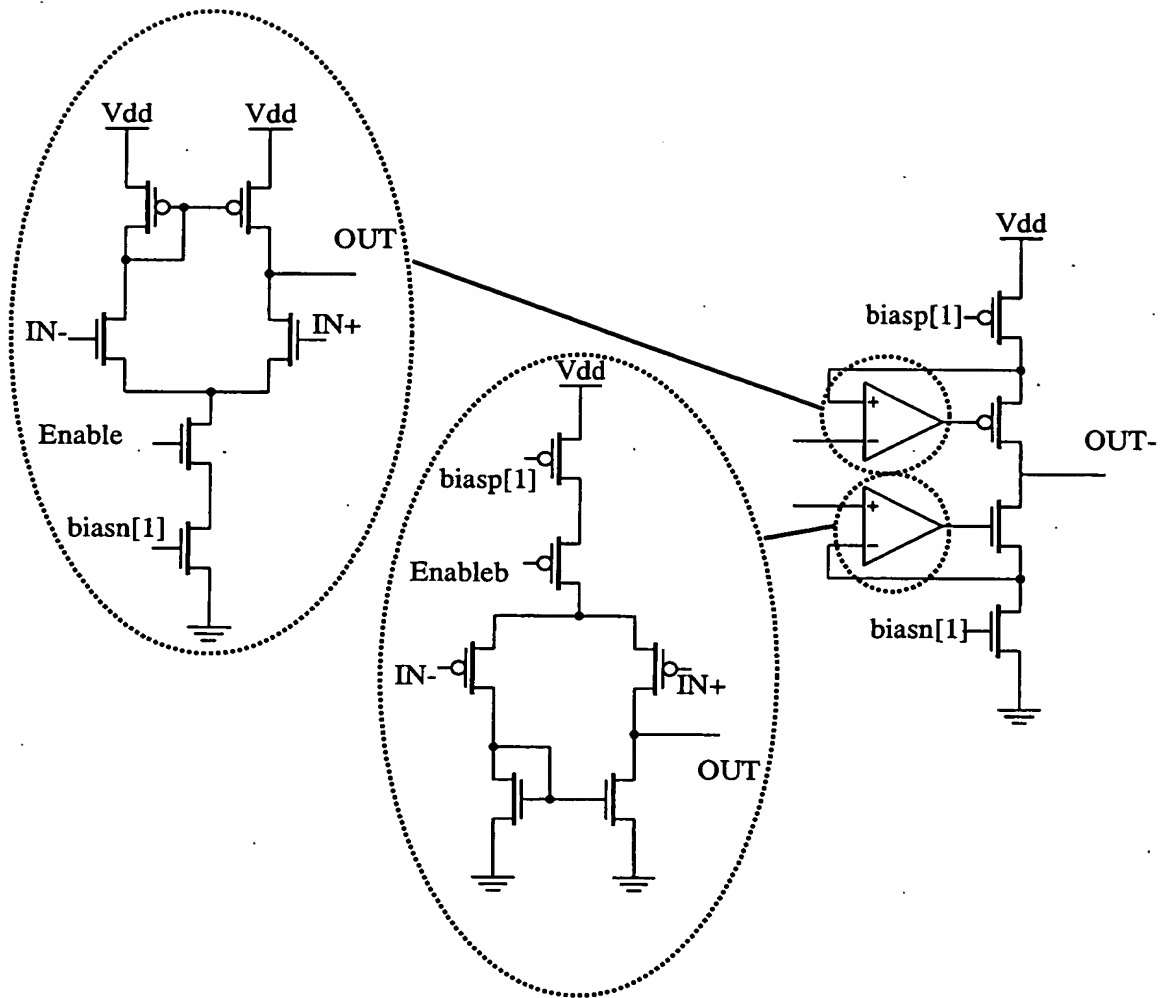 Vdd
Vdd
OUT
IN-
IN+
Enable
biasn[1]
Vdd
biasp[1]
Enableb
IN-
IN+
OUT
Vdd
biasp[1]
+
−
OUT-
+
−
biasn[1]